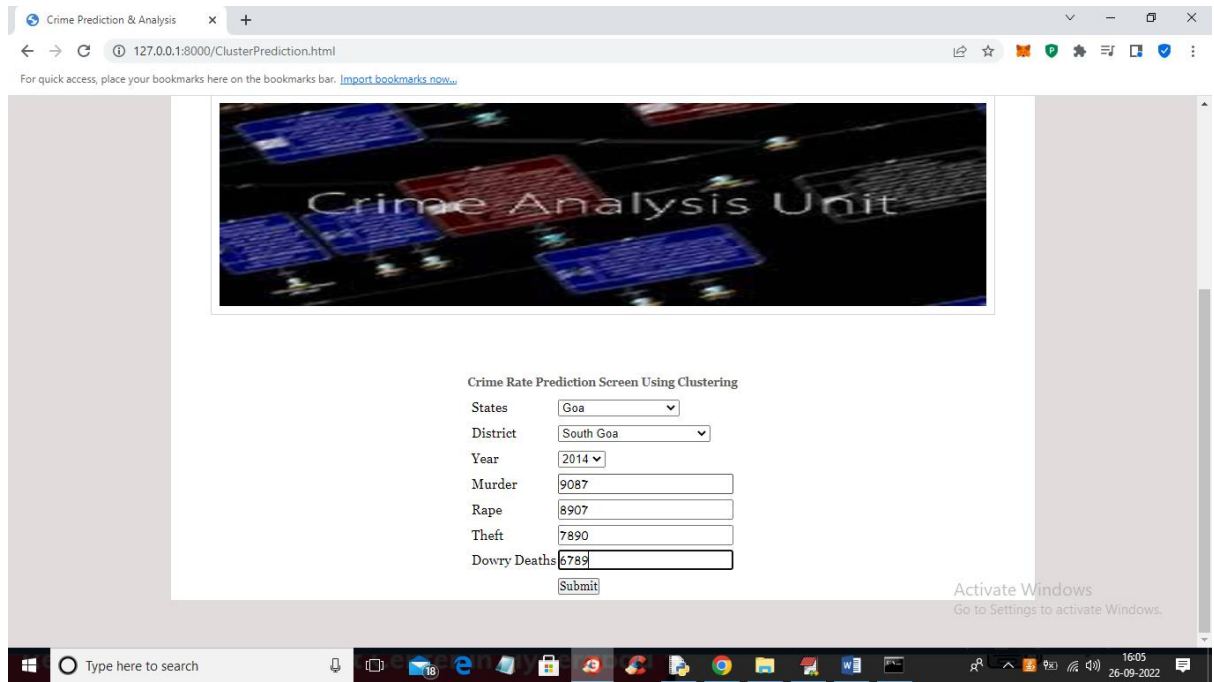 Crime Prediction & Analysis
127.0.0.1:8000/ClusterPrediction.html
For quick access, place your bookmarks here on the bookmarks bar. Import bookmarks now...
Crime Analysis Unit
Crime Rate Prediction Screen Using Clustering
States Goa
District South Goa
Year 2014
Murder 9087
Rape 8907
Theft 7890
Dowry Deaths 6789
Submit
Activate Windows
Go to Settings to activate Windows.
Type here to search
18
16:05
26-09-2022